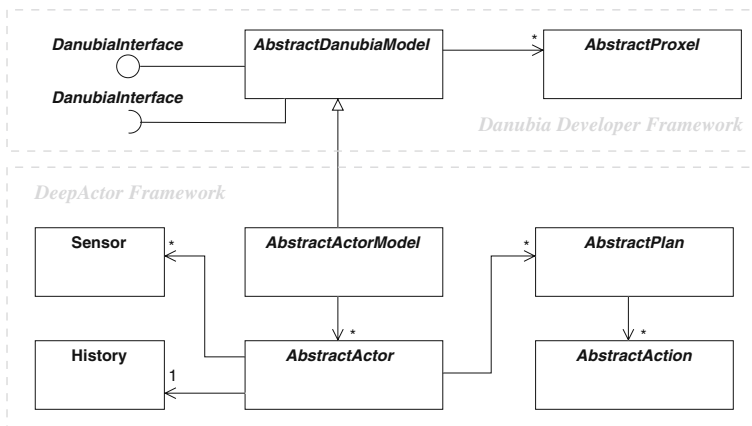 DanubiaInterface
AbstractDanubiaModel
*
AbstractProxel
DanubiaInterface
Danubia Developer Framework
DeepActor Framework
Sensor
*
AbstractActorModel
*
AbstractPlan
*
*
History
1
AbstractActor
AbstractAction